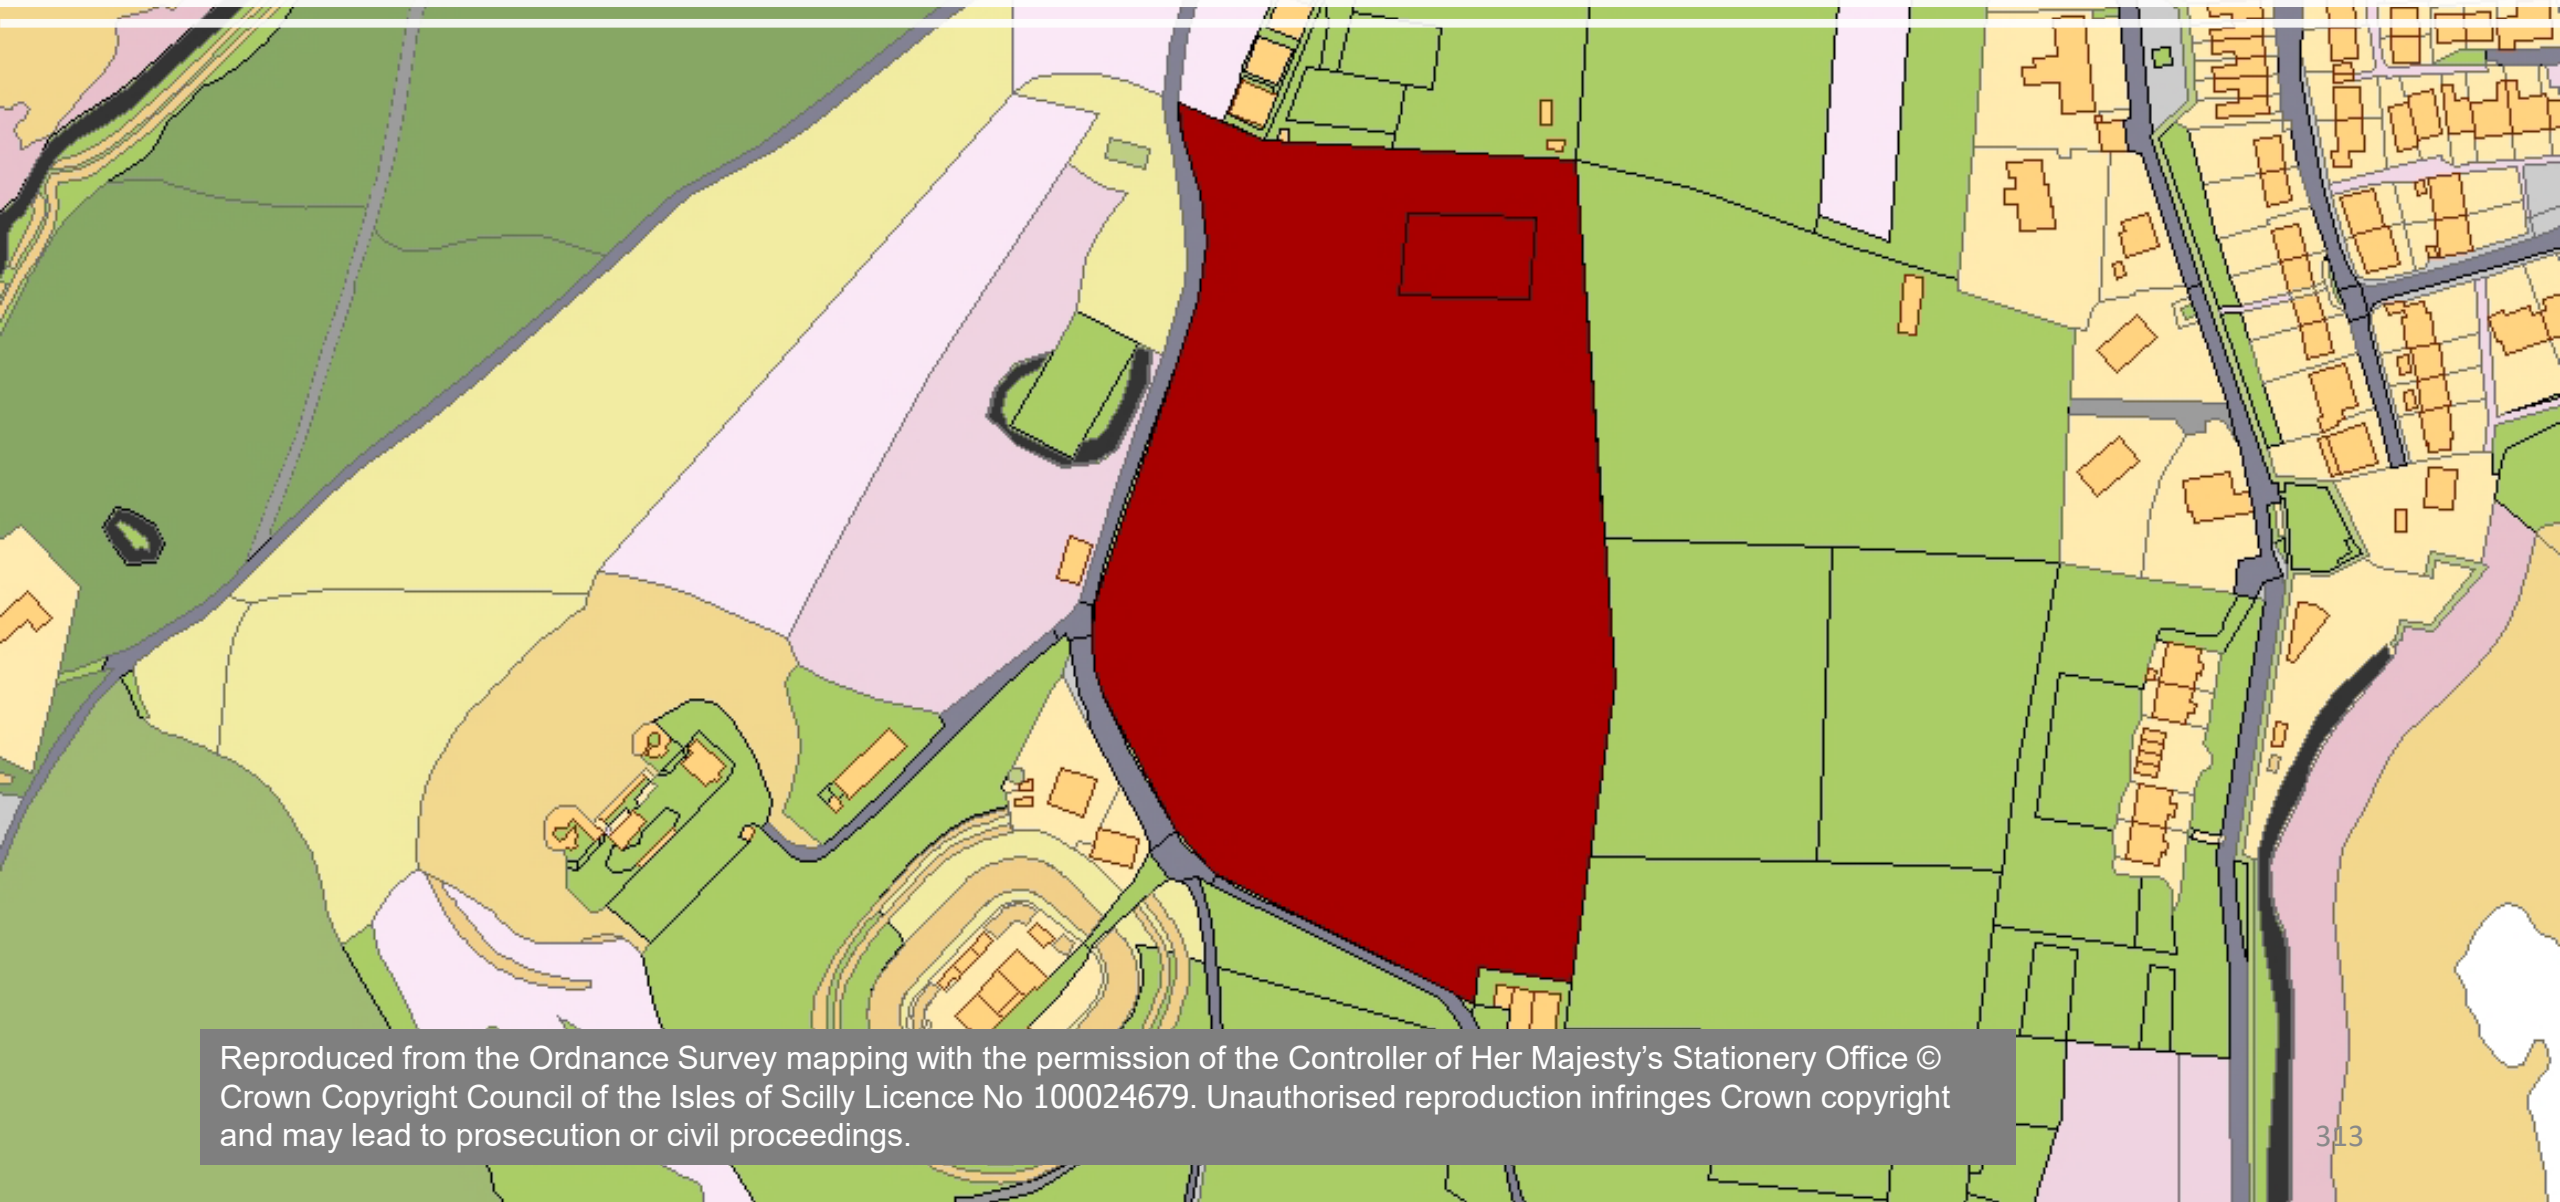 Reproduced from the Ordnance Survey mapping with the permission of the Controller of Her Majesty’s Stationery Office ©
Crown Copyright Council of the Isles of Scilly Licence No 100024679. Unauthorised reproduction infringes Crown copyright
and may lead to prosecution or civil proceedings.
313